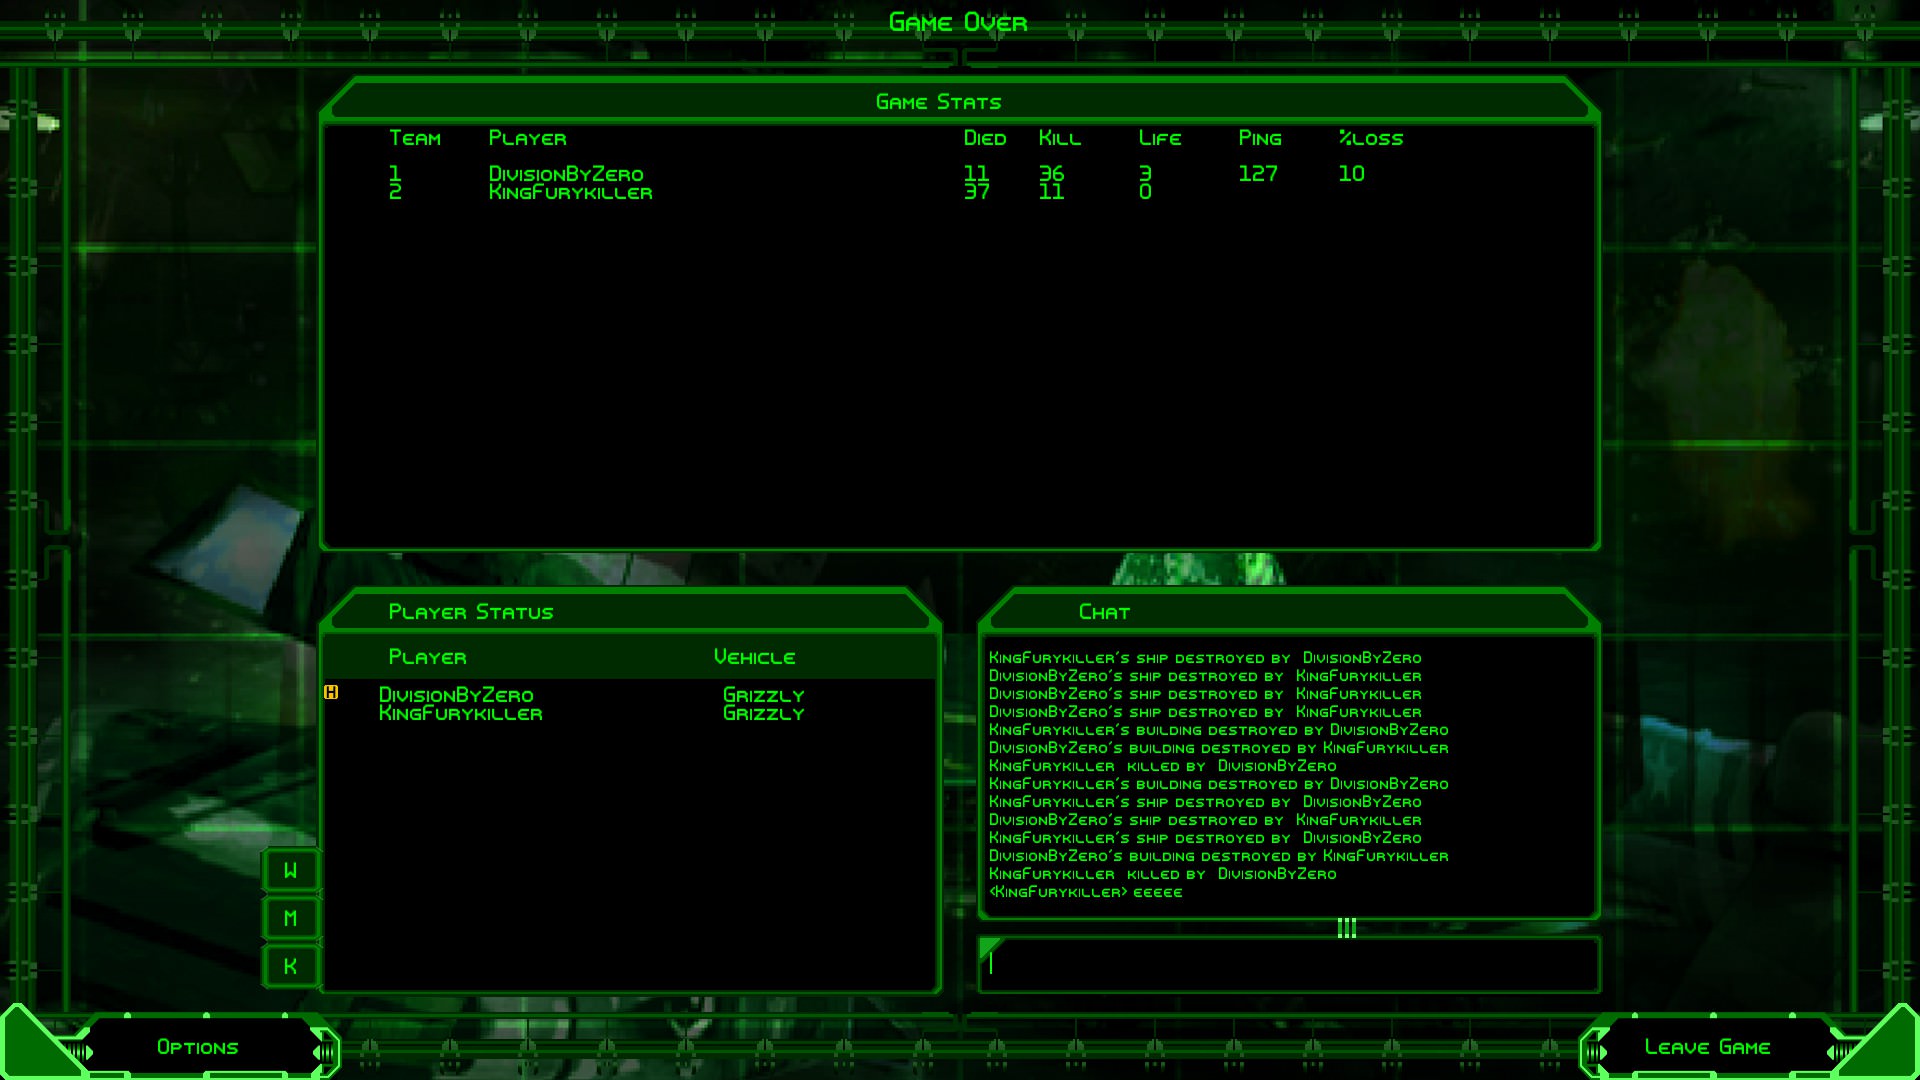 Game Over
Game Stats
Team Player Died Kill Life Ping %loss
1 DivisionByZero 11 36 3 127 10
2 KingFurykiller 37 11 0
Player Status
Player Vehicle
H DivisionByZero Grizzly
KingFurykiller Grizzly
W
M
K
Chat
KingFurykiller's ship destroyed by DivisionByZero
DivisionByZero's ship destroyed by KingFurykiller
DivisionByZero's ship destroyed by KingFurykiller
DivisionByZero's ship destroyed by KingFurykiller
KingFurykiller's building destroyed by DivisionByZero
DivisionByZero's building destroyed by KingFurykiller
KingFurykiller killed by DivisionByZero
KingFurykiller's building destroyed by DivisionByZero
KingFurykiller's ship destroyed by DivisionByZero
DivisionByZero's ship destroyed by KingFurykiller
KingFurykiller's ship destroyed by DivisionByZero
DivisionByZero's building destroyed by KingFurykiller
KingFurykiller killed by DivisionByZero
<KingFurykiller> eeeee
Options
Leave Game